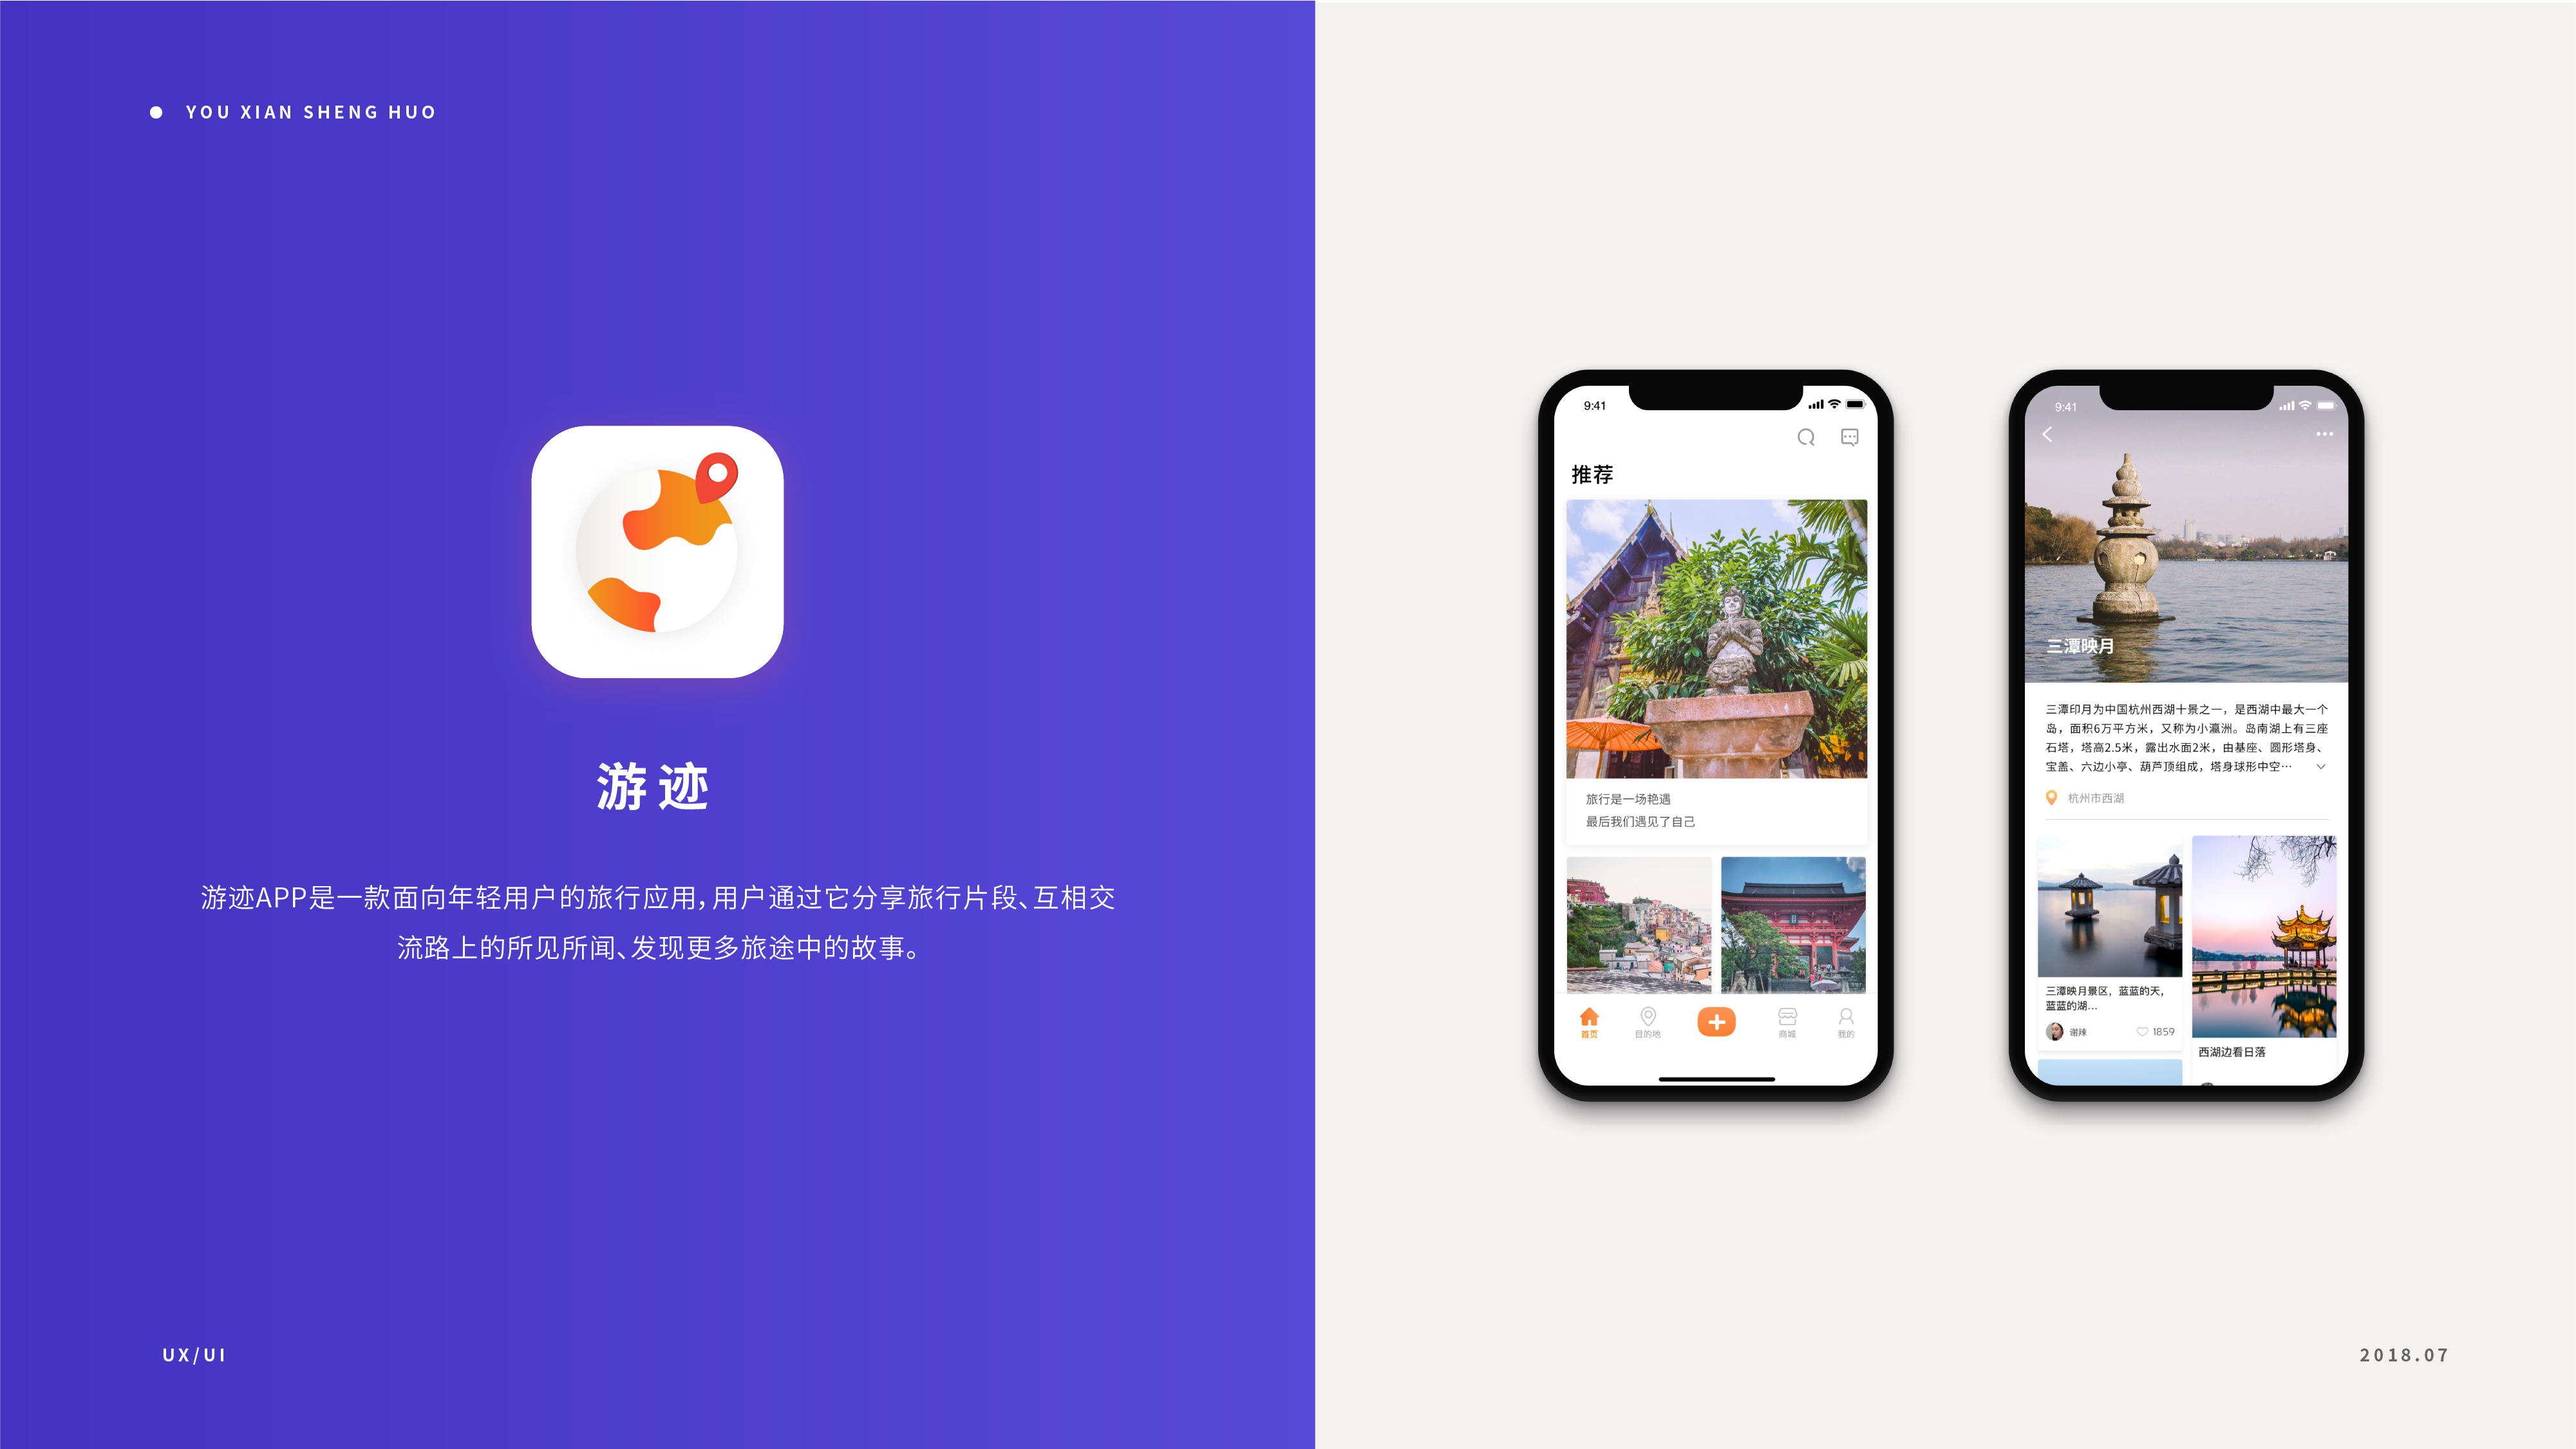 YOU XIAN SHENG HUO
游迹
游迹APP是一款面向年轻用户的旅行应用，用户通过它分享旅行片段、互相交
流路上的所见所闻、发现更多旅途中的故事。
UX/UI
9:41
推荐
旅行是一场艳遇
最后我们遇见了自己
首页
目的地
商城
我的
9:41
三潭映月
三潭印月为中国杭州西湖十景之一，是西湖中最大一个
岛，面积6万平方米，又称为小瀛洲。岛南湖上有三座
石塔，塔高2.5米，露出水面2米，由基座、圆形塔身、
宝盖、六边小亭、葫芦顶组成，塔身球形中空…
杭州市西湖
三潭映月景区，蓝蓝的天，
蓝蓝的湖...
谢辣
1859
西湖边看日落
2018.07